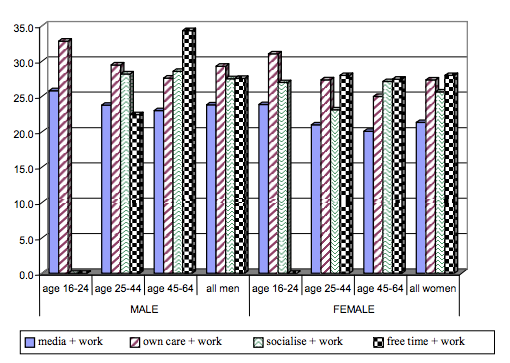 35.0
30.0
25.0
20.0
15.0
10.0
5.0
0.0
age 16-24 age 25-44 age 45-64 all men age 16-24 age 25-44 age 45-64 all women
MALE FEMALE
media + work own care + work socialise + work free time + work